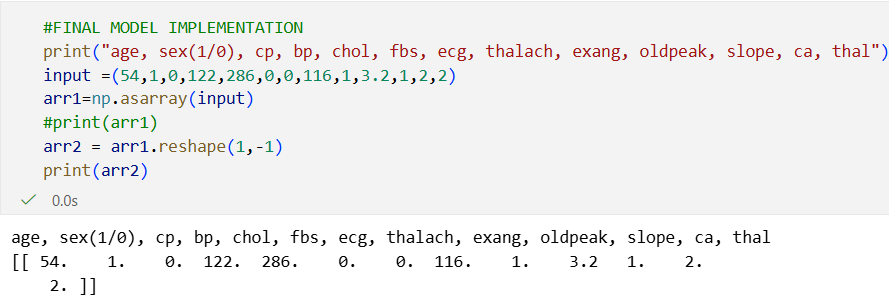 #FINAL MODEL IMPLEMENTATION
print("age, sex(1/0), cp, bp, chol, fbs, ecg, thalach, exang, oldpeak, slope, ca, thal")
input =(54,1,0,122,286,0,0,116,1,3.2,1,2,2)
arr1=np.asarray(input)
#print(arr1)
arr2 = arr1.reshape(1,-1)
print(arr2)
0.0s
age, sex(1/0), cp, bp, chol, fbs, ecg, thalach, exang, oldpeak, slope, ca, thal
[[ 54.    1.    0.  122.  286.    0.    0.  116.    1.    3.2   1.    2.
    2. ]]